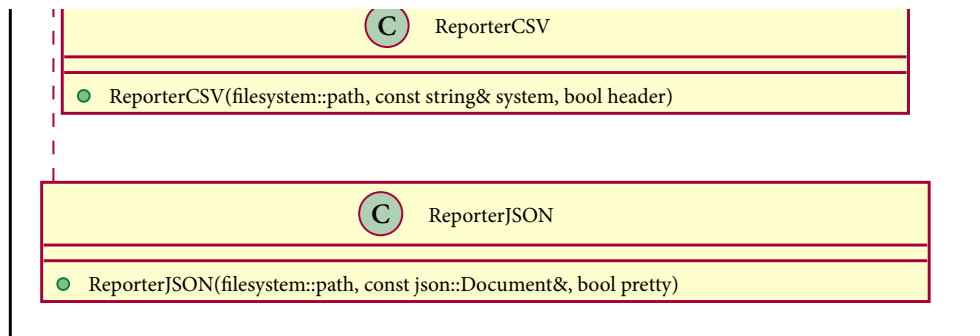 C ReporterCSV
ReporterCSV(filesystem::path, const string& system, bool header)
C ReporterJSON
ReporterJSON(filesystem::path, const json::Document&, bool pretty)